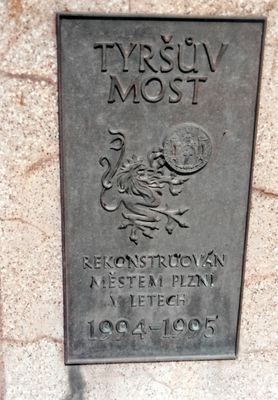 TYRŠŮV
MOST
REKONSTRUOVÁN
MĚSTEM PLZNÍ
V LETECH
1994-1995